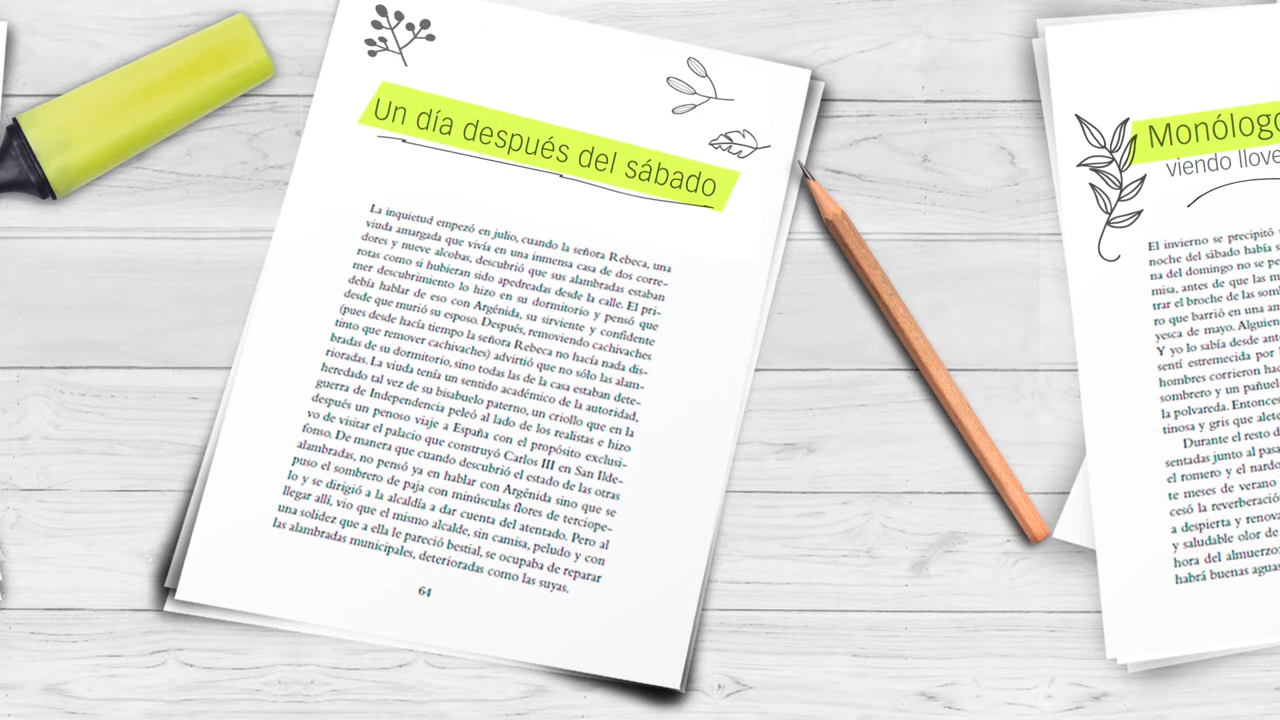 Un día después del sábado
La inquietud empezó en julio, cuando la señora Rebeca, una
viuda amargada que vivía en una inmensa casa de dos corre-
dores y nueve alcobas, descubrió que sus alambradas estaban
rotas como si hubieran sido apedreadas desde la calle. El pri-
mer descubrimiento lo hizo en su dormitorio y pensó que
debía hablar de eso con Argénida, su sirviente y confidente
desde que murió su esposo. Después, removiendo cachivaches
(pues desde hacía tiempo la señora Rebeca no hacía nada dis-
tinto que remover cachivaches) advirtió que no sólo las alam-
bradas de su dormitorio, sino todas las de la casa estaban dete-
rioradas. La viuda tenía un sentido académico de la autoridad,
heredado tal vez de su bisabuelo paterno, un criollo que en la
guerra de Independencia peleó al lado de los realistas e hizo
después un penoso viaje a España con el propósito exclusi-
vo de visitar el palacio que construyó Carlos III en San Ilde-
fonso. De manera que cuando descubrió el estado de las otras
alambradas, no pensó ya en hablar con Argénida sino que se
puso el sombrero de paja con minúsculas flores de terciope-
lo y se dirigió a la alcaldía a dar cuenta del atentado. Pero al
llegar allí, vio que el mismo alcalde, sin camisa, peludo y con
una solidez que a ella le pareció bestial, se ocupaba de reparar
las alambradas municipales, deterioradas como las suyas.
64
Monólogo
viendo llove
El invierno se precipitó
noche del sábado había s
na del domingo no se pe
misa, antes de que las m
trar el broche de las somb
ro que barrió en una am
yesca de mayo. Alguien
Y yo lo sabía desde ant
sentí estremecida por
hombres corrieron hac
sombrero y un pañuel
la polvareda. Entonces
tinosa y gris que alete
Durante el resto d
sentadas junto al pasa
el romero y el nardo
te meses de verano
cesó la reverberació
a despierta y renova
y saludable olor de
hora del almuerzo
habrá buenas aguas